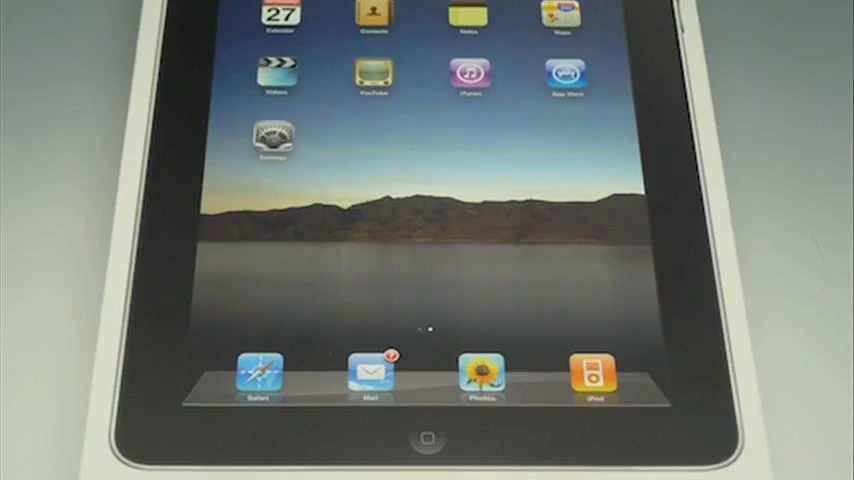 27
Calendar
Contacts
Notes
Maps
Videos
YouTube
iTunes
App Store
Settings
Safari
Mail
Photos
iPod